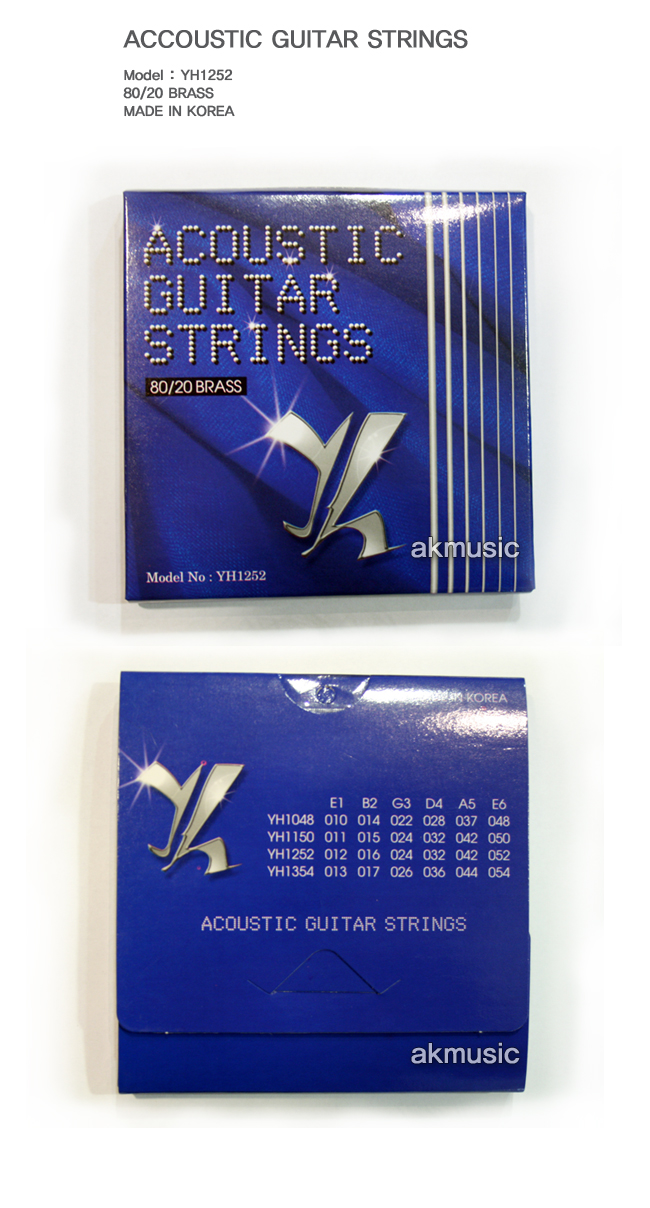 ACCOUSTIC GUITAR STRINGS
Model : YH1252
80/20 BRASS
MADE IN KOREA
ACOUSTIC
GUITAR
STRINGS
80/20 BRASS
YH
akmusic
Model No : YH1252
IN KOREA
YH
E1 B2 G3 D4 A5 E6
YH1048 010 014 022 028 037 048
YH1150 011 015 024 032 042 050
YH1252 012 016 024 032 042 052
YH1354 013 017 026 036 044 054
ACOUSTIC GUITAR STRINGS
akmusic